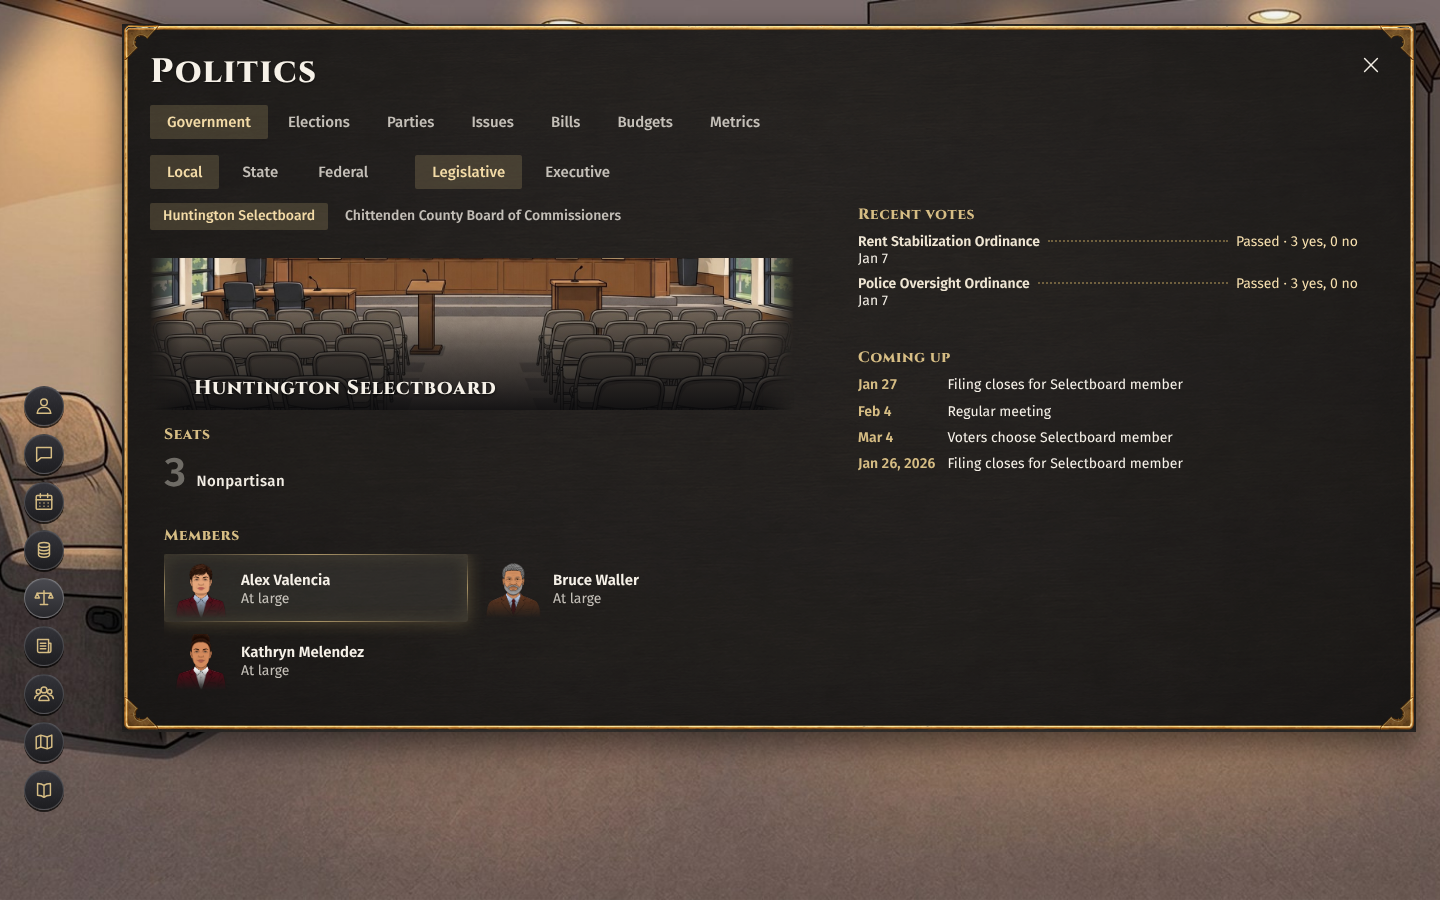 Politics
Government Elections Parties Issues Bills Budgets Metrics
Local State Federal Legislative Executive
Huntington Selectboard Chittenden County Board of Commissioners
Huntington Selectboard
Seats
3 Nonpartisan
Members
Alex Valencia
At large
Bruce Waller
At large
Kathryn Melendez
At large
Recent votes
Rent Stabilization Ordinance Passed · 3 yes, 0 no
Jan 7
Police Oversight Ordinance Passed · 3 yes, 0 no
Jan 7
Coming up
Jan 27 Filing closes for Selectboard member
Feb 4 Regular meeting
Mar 4 Voters choose Selectboard member
Jan 26, 2026 Filing closes for Selectboard member